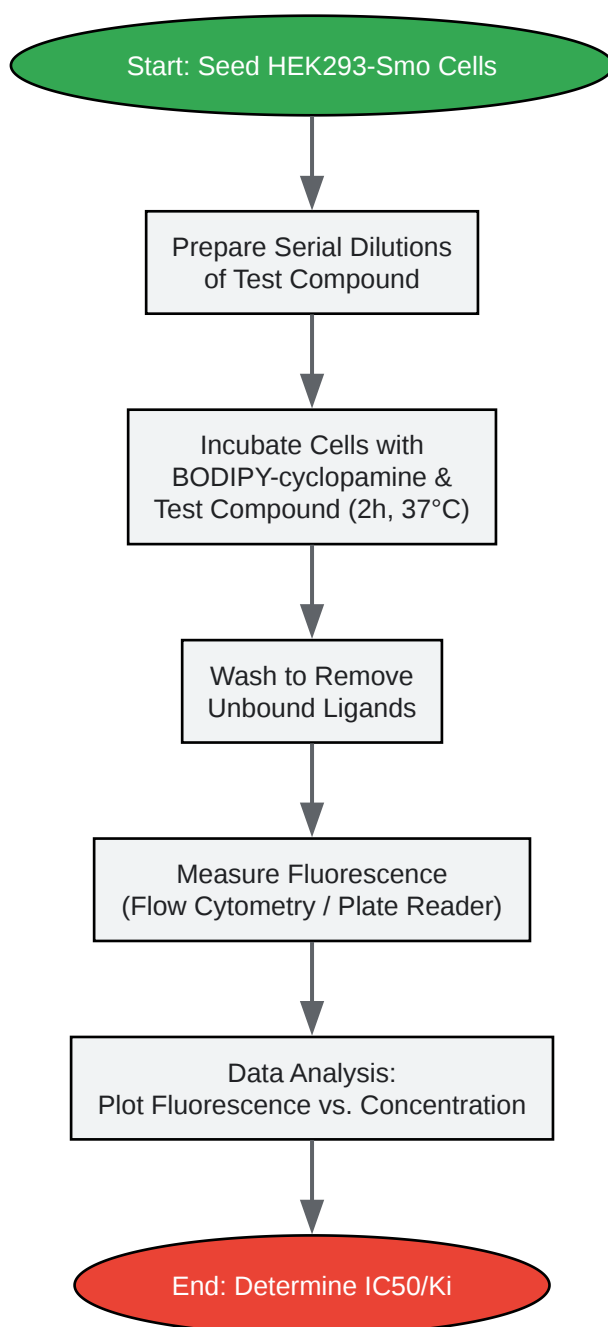 Start: Seed HEK293-Smo Cells
Prepare Serial Dilutions
of Test Compound
Incubate Cells with
BODIPY-cyclopamine &
Test Compound (2h, 37°C)
Wash to Remove
Unbound Ligands
Measure Fluorescence
(Flow Cytometry / Plate Reader)
Data Analysis:
Plot Fluorescence vs. Concentration
End: Determine IC50/Ki